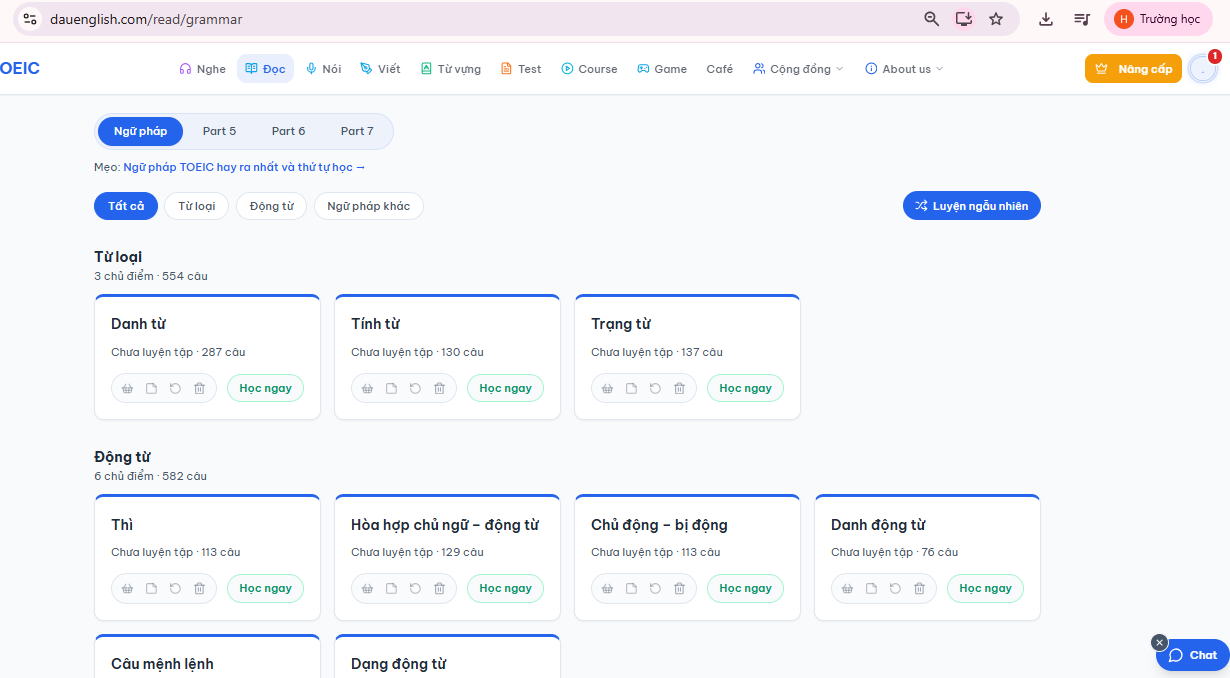 dauenglish.com/read/grammar
H Trường học
OEIC
Nghe Đọc Nói Viết Từ vựng Test Course Game Café Cộng đồng About us
Nâng cấp
1
Ngữ pháp Part 5 Part 6 Part 7
Mẹo: Ngữ pháp TOEIC hay ra nhất và thứ tự học →
Tất cả Từ loại Động từ Ngữ pháp khác
Luyện ngẫu nhiên
Từ loại
3 chủ điểm · 554 câu
Danh từ
Chưa luyện tập · 287 câu
Học ngay
Tính từ
Chưa luyện tập · 130 câu
Học ngay
Trạng từ
Chưa luyện tập · 137 câu
Học ngay
Động từ
6 chủ điểm · 582 câu
Thì
Chưa luyện tập · 113 câu
Học ngay
Hòa hợp chủ ngữ – động từ
Chưa luyện tập · 129 câu
Học ngay
Chủ động – bị động
Chưa luyện tập · 113 câu
Học ngay
Danh động từ
Chưa luyện tập · 76 câu
Học ngay
Câu mệnh lệnh
Dạng động từ
Chat